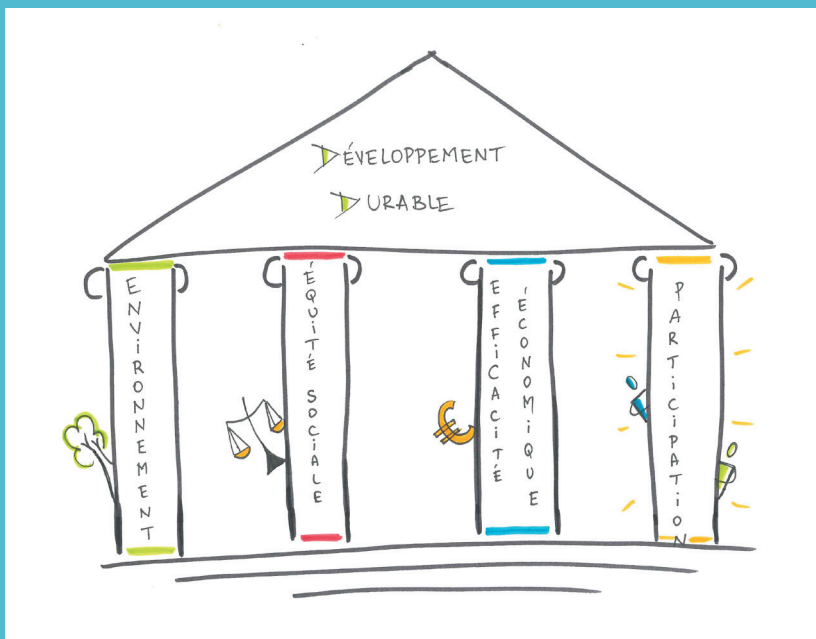 DÉVELOPPEMENT
DURABLE
ENVIRONNEMENT
ÉQUITÉ SOCIALE
EFFICACITÉ
ÉCONOMIQUE
PARTICIPATION